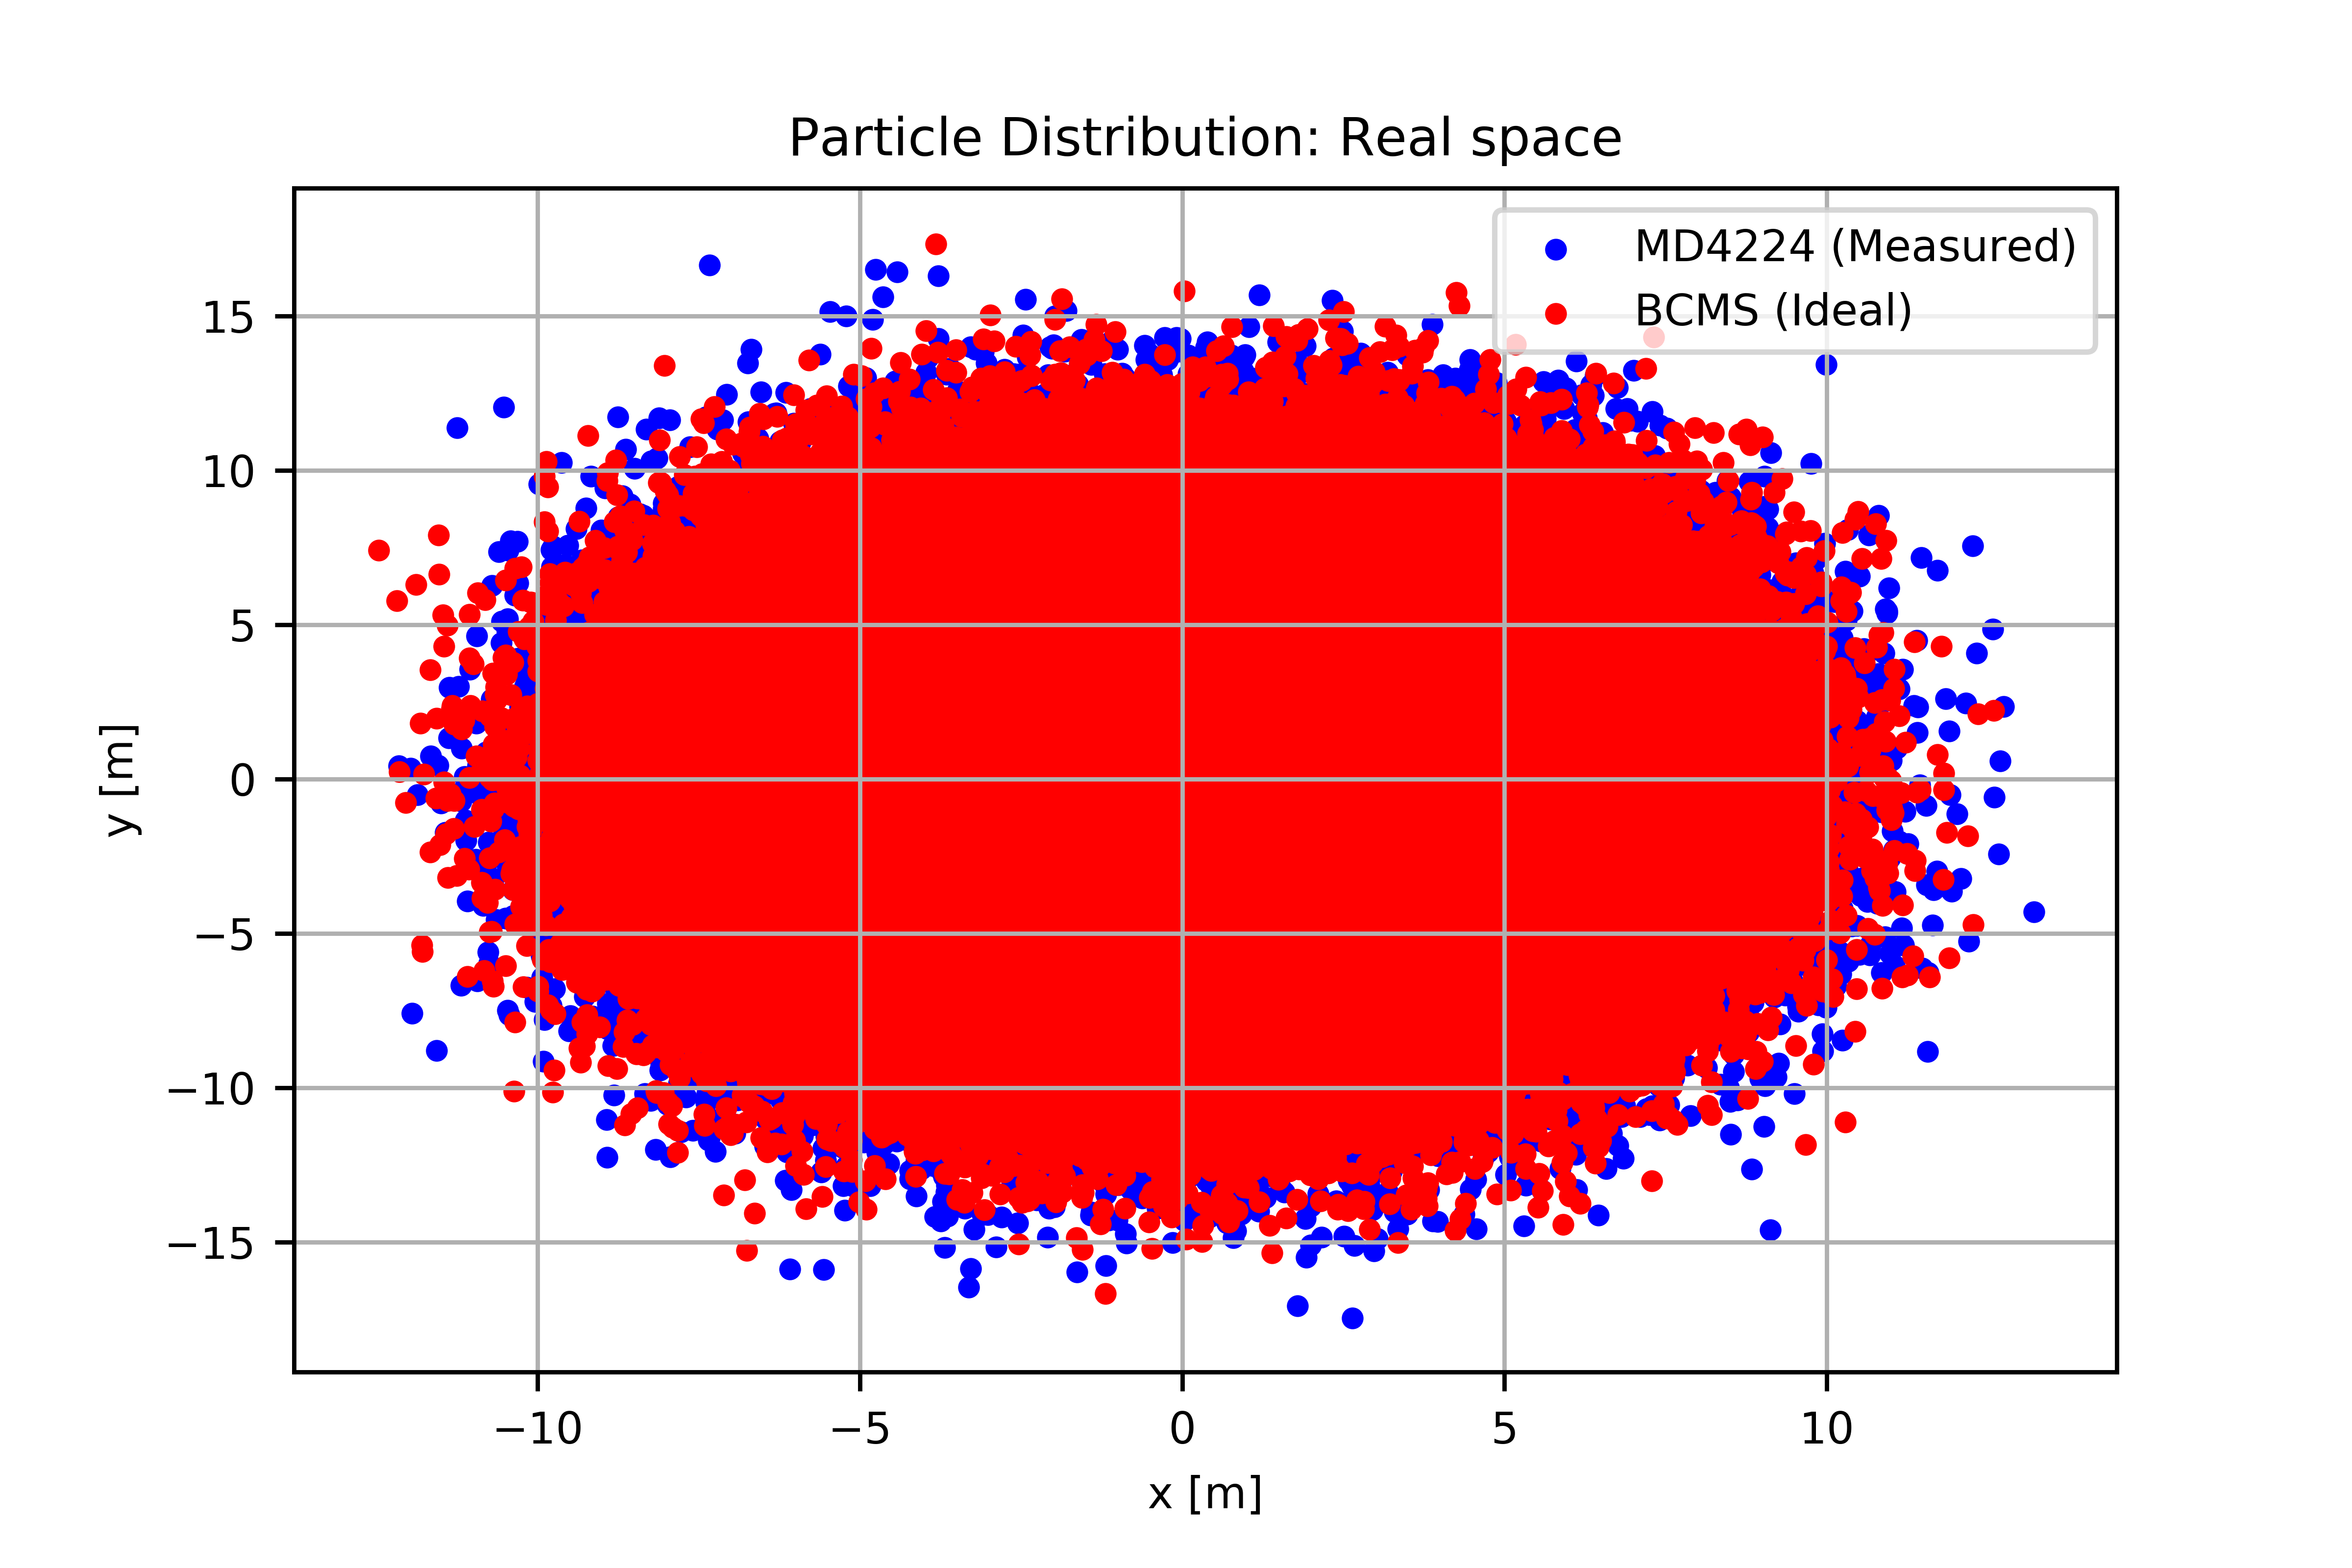 Particle Distribution: Real space
MD4224 (Measured)
BCMS (Ideal)
y [m]
15
10
5
0
−5
−10
−15
−10
−5
0
5
10
x [m]